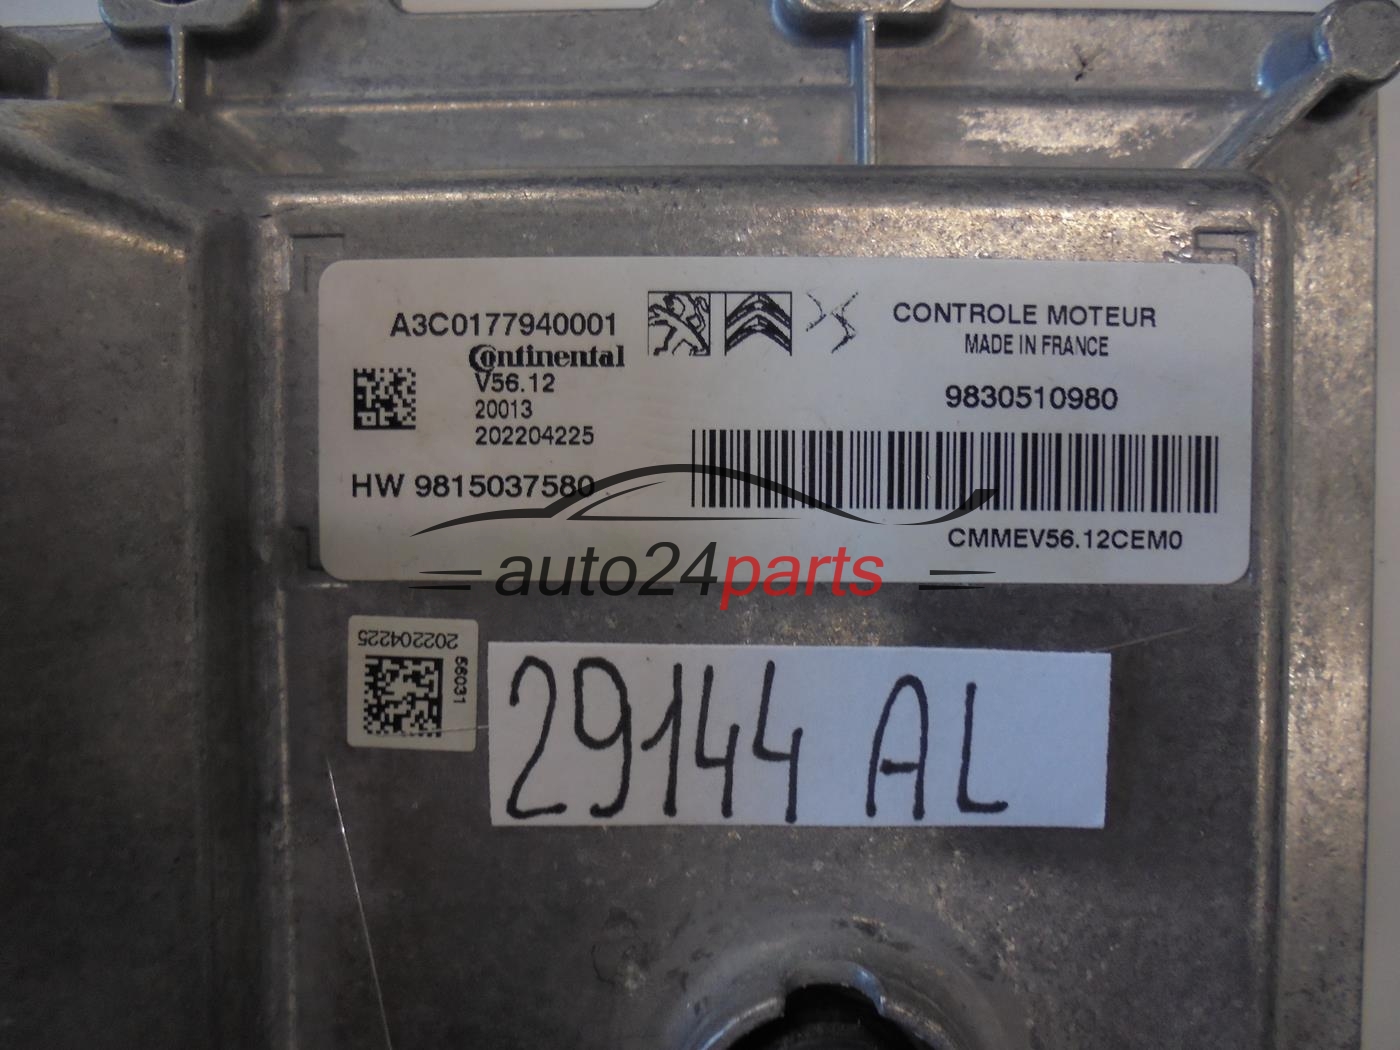 A3C0177940001
Continental
V56.12
20013
202204225
HW 9815037580
CONTROLE MOTEUR
MADE IN FRANCE
9830510980
CMMEV56.12CEM0
auto24parts
202204225
56031
29144 AL